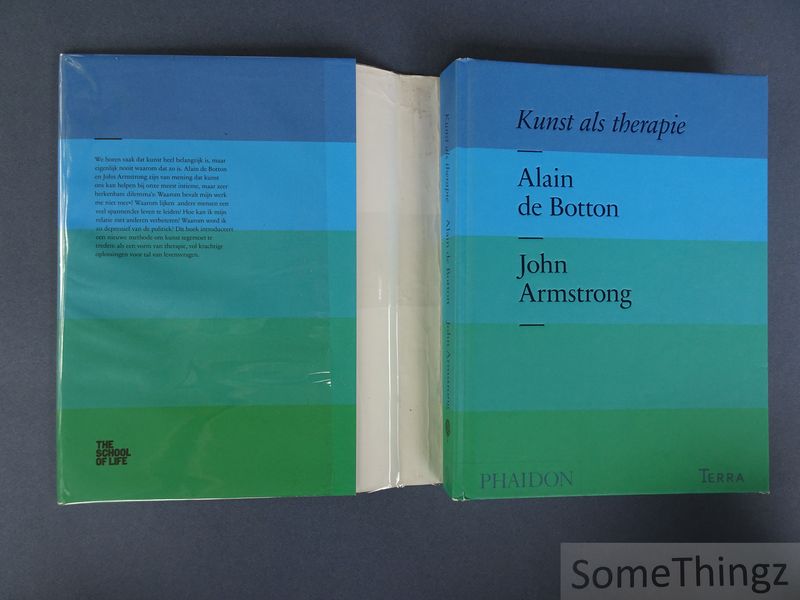 We horen vaak dat kunst heel belangrijk is, maar
eigenlijk nooit waarom dat zo is. Alain de Botton
en John Armstrong zijn van mening dat kunst
ons kan helpen bij onze meest intieme, maar zeer
herkenbare dilemma's: Waarom bevalt mijn werk
me niet meer? Waarom lijken andere mensen een
veel spannender leven te leiden? Hoe kan ik mijn
relatie met anderen verbeteren? Waarom word ik
zo depressief van de politiek? Dit boek introduceert
een nieuwe methode om kunst tegemoet te
treden: als een vorm van therapie, vol krachtige
oplossingen voor tal van levensvragen.
THE
SCHOOL
OF LIFE
Kunst als therapie Alain de Botton John Armstrong
Kunst als therapie
Alain
de Botton
John
Armstrong
PHAIDON
TERRA
SomeThingz